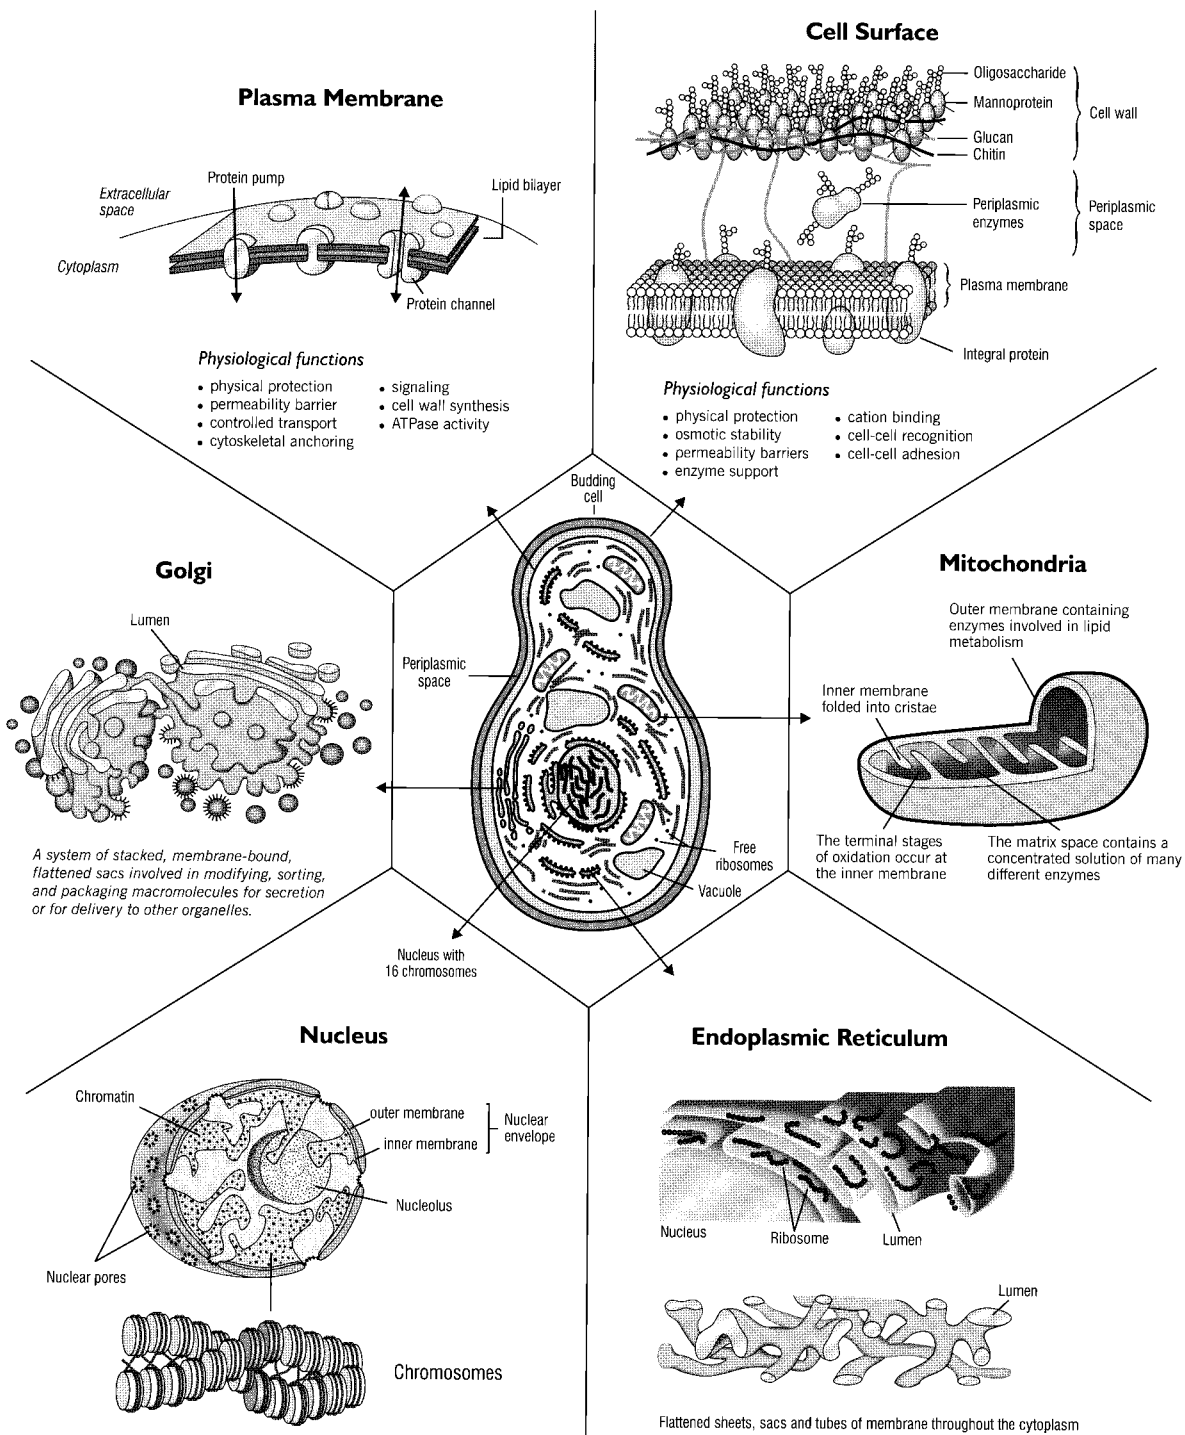 Plasma Membrane
Extracellular
space
Protein pump
Lipid bilayer
Cytoplasm
Protein channel
Physiological functions
• physical protection
• permeability barrier
• controlled transport
• cytoskeletal anchoring
• signaling
• cell wall synthesis
• ATPase activity
Cell Surface
Oligosaccharide
Mannoprotein
Glucan
Chitin
Cell wall
Periplasmic
enzymes
Periplasmic
space
Plasma membrane
Integral protein
Physiological functions
• physical protection
• osmotic stability
• permeability barriers
• enzyme support
• cation binding
• cell-cell recognition
• cell-cell adhesion
Budding
cell
Periplasmic
space
Free
ribosomes
Vacuole
Nucleus with
16 chromosomes
Golgi
Lumen
A system of stacked, membrane-bound,
flattened sacs involved in modifying, sorting,
and packaging macromolecules for secretion
or for delivery to other organelles.
Mitochondria
Outer membrane containing
enzymes involved in lipid
metabolism
Inner membrane
folded into cristae
The terminal stages
of oxidation occur at
the inner membrane
The matrix space contains a
concentrated solution of many
different enzymes
Nucleus
Chromatin
outer membrane
inner membrane
Nuclear
envelope
Nucleolus
Nuclear pores
Chromosomes
Endoplasmic Reticulum
Nucleus
Ribosome
Lumen
Lumen
Flattened sheets, sacs and tubes of membrane throughout the cytoplasm